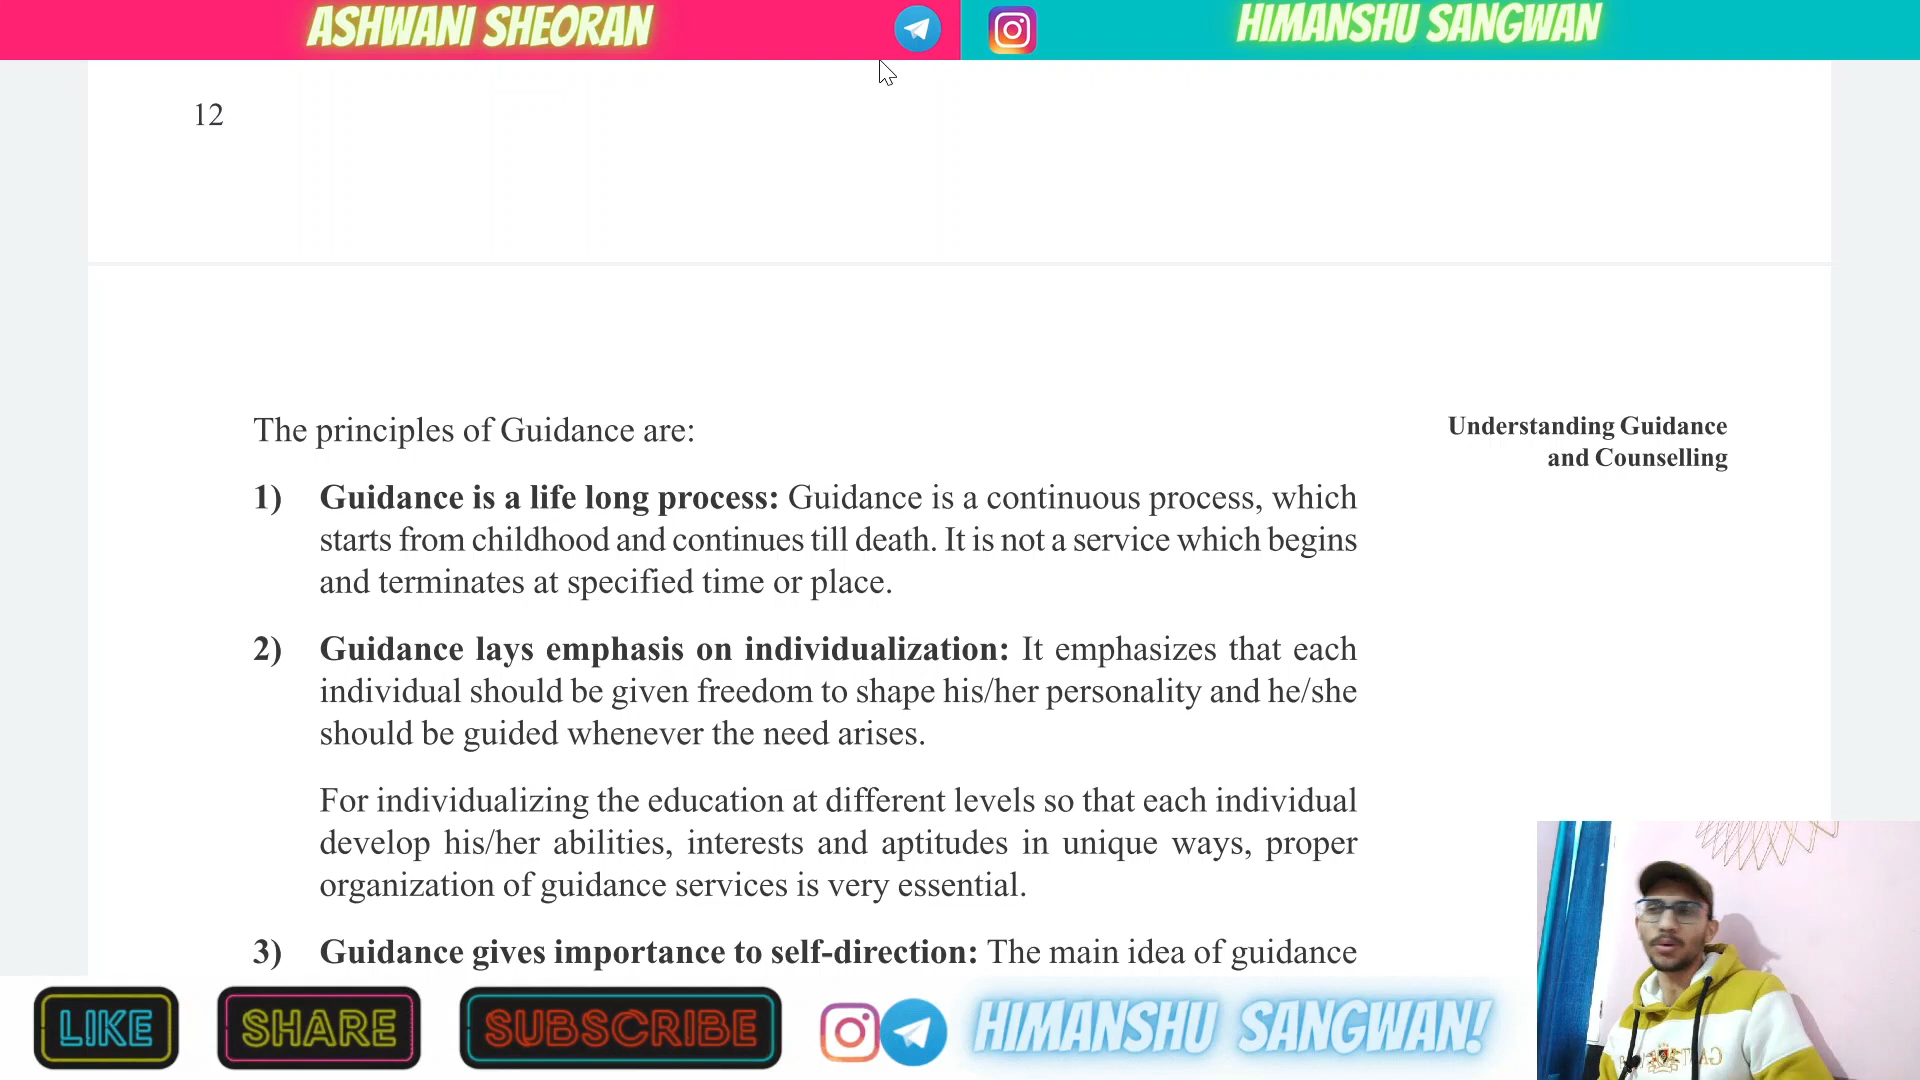 ASHWANI SHEORAN
HIMANSHU SANGWAN
12
The principles of Guidance are:
Understanding Guidance
and Counselling
1) Guidance is a life long process: Guidance is a continuous process, which
starts from childhood and continues till death. It is not a service which begins
and terminates at specified time or place.
2) Guidance lays emphasis on individualization: It emphasizes that each
individual should be given freedom to shape his/her personality and he/she
should be guided whenever the need arises.
For individualizing the education at different levels so that each individual
develop his/her abilities, interests and aptitudes in unique ways, proper
organization of guidance services is very essential.
3) Guidance gives importance to self-direction: The main idea of guidance
LIKE
SHARE
SUBSCRIBE
HIMANSHU SANGWAN!